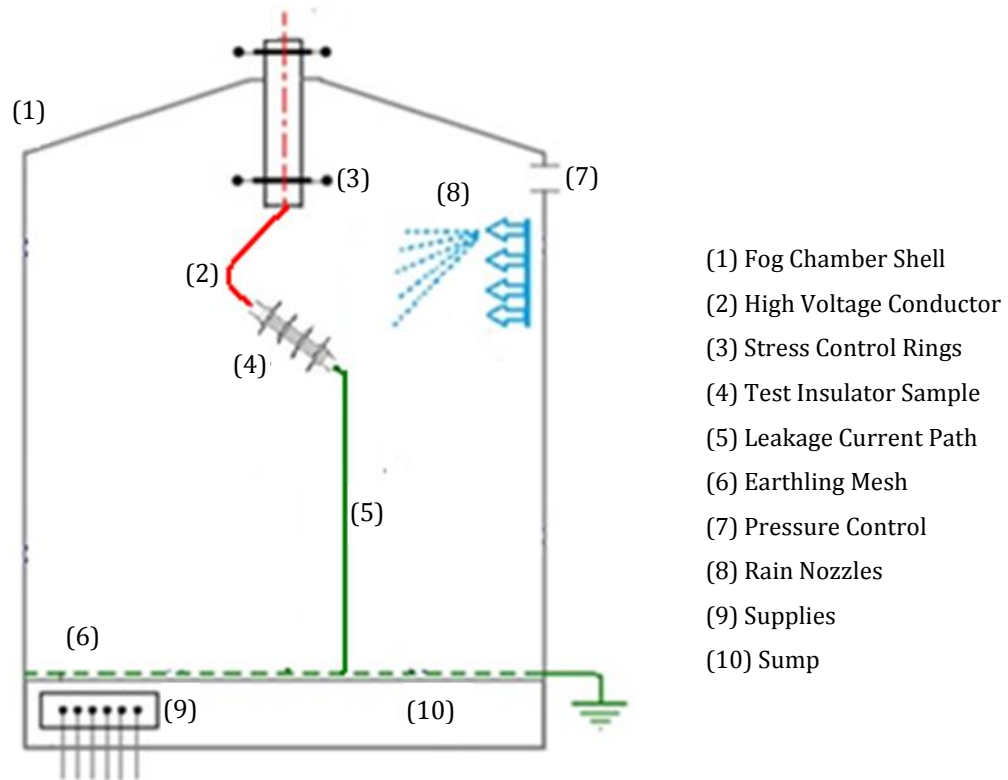 (1)
(3)
(7)
(8)
(2)
(4)
(5)
(6)
(9)
(10)
(1) Fog Chamber Shell
(2) High Voltage Conductor
(3) Stress Control Rings
(4) Test Insulator Sample
(5) Leakage Current Path
(6) Earthling Mesh
(7) Pressure Control
(8) Rain Nozzles
(9) Supplies
(10) Sump